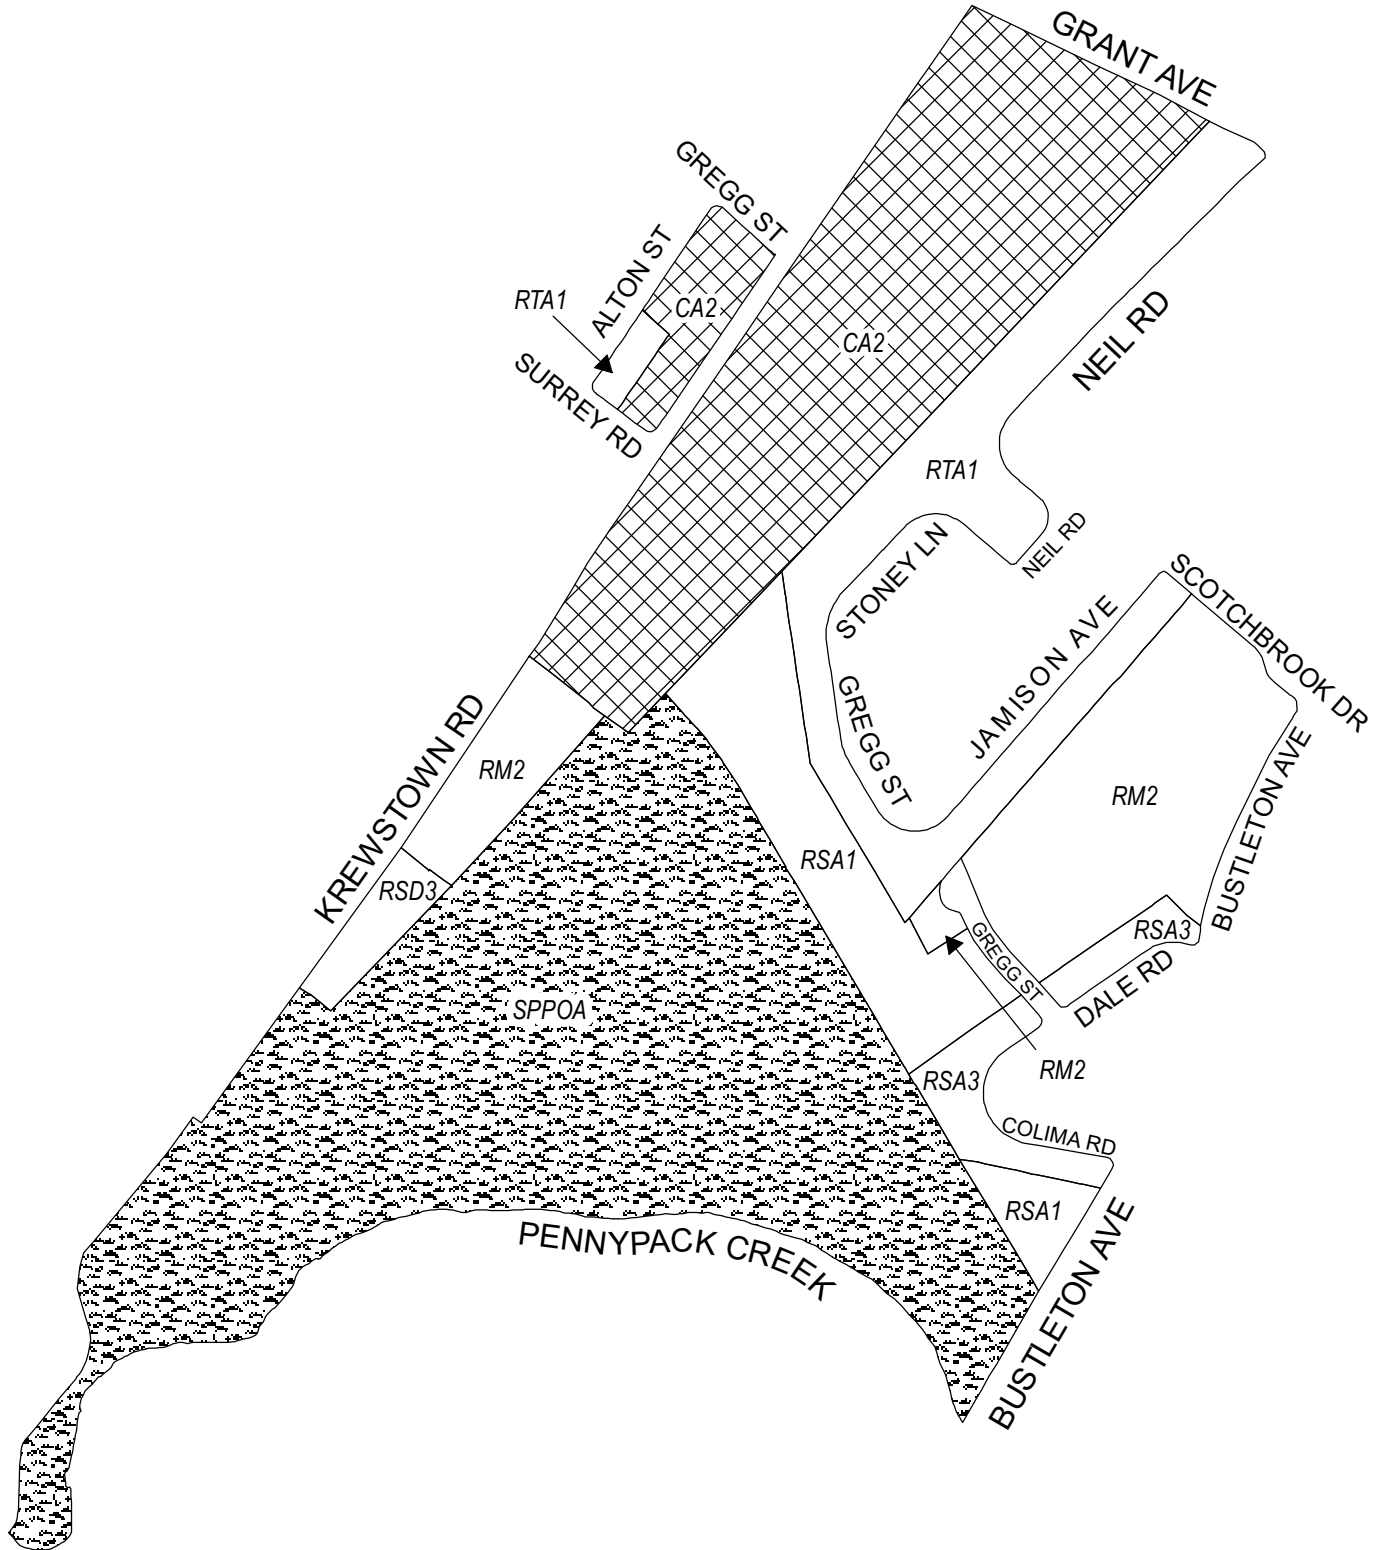 GRANT AVE
GREGG ST
ALTON ST
RTA1
CA2
SURREY RD
CA2
NEIL RD
RTA1
STONEY LN
NEIL RD
SCOTCHBROOK DR
JAMISON AVE
GREGG ST
KREWSTOWN RD
RM2
RM2
BUSTLETON AVE
RSA1
RSD3
RSA3
GREGG ST
DALE RD
SPPOA
RSA3
RM2
COLIMA RD
RSA1
PENNYPACK CREEK
BUSTLETON AVE